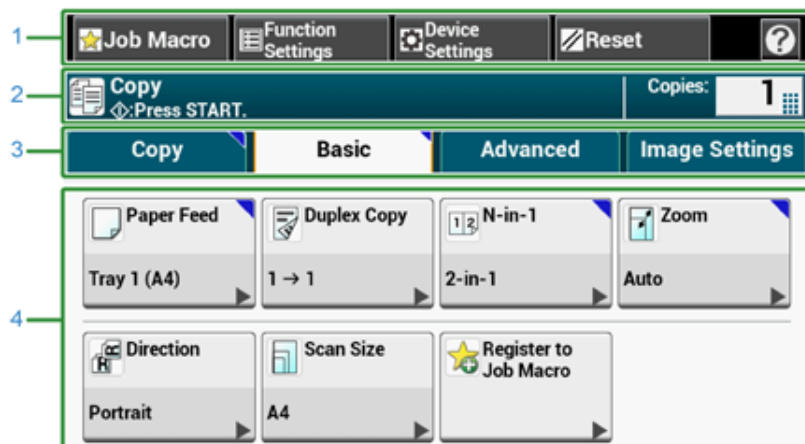 1
Job Macro
Function
Settings
Device
Settings
Reset
?
2
Copy
:Press START.
Copies:
1
3
Copy
Basic
Advanced
Image Settings
4
Paper Feed
Tray 1 (A4)
Duplex Copy
1 → 1
1 2
N-in-1
2-in-1
Zoom
Auto
R R
Direction
Portrait
Scan Size
A4
Register to
Job Macro